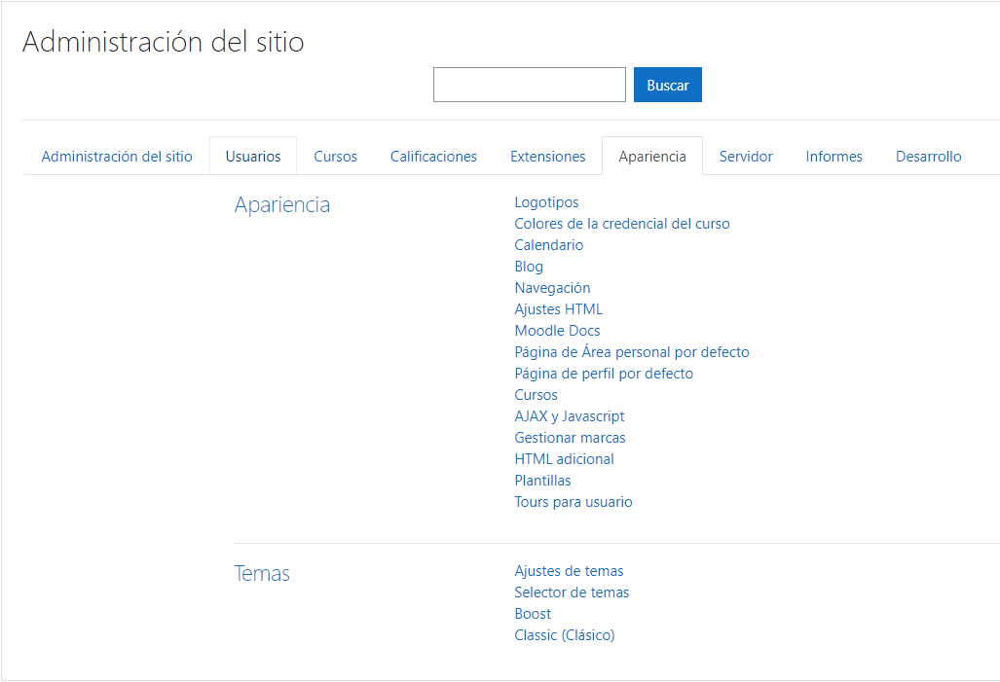 Administración del sitio
Buscar
Administración del sitio Usuarios Cursos Calificaciones Extensiones Apariencia Servidor Informes Desarrollo
Apariencia
Logotipos
Colores de la credencial del curso
Calendario
Blog
Navegación
Ajustes HTML
Moodle Docs
Página de Área personal por defecto
Página de perfil por defecto
Cursos
AJAX y Javascript
Gestionar marcas
HTML adicional
Plantillas
Tours para usuario
Temas
Ajustes de temas
Selector de temas
Boost
Classic (Clásico)